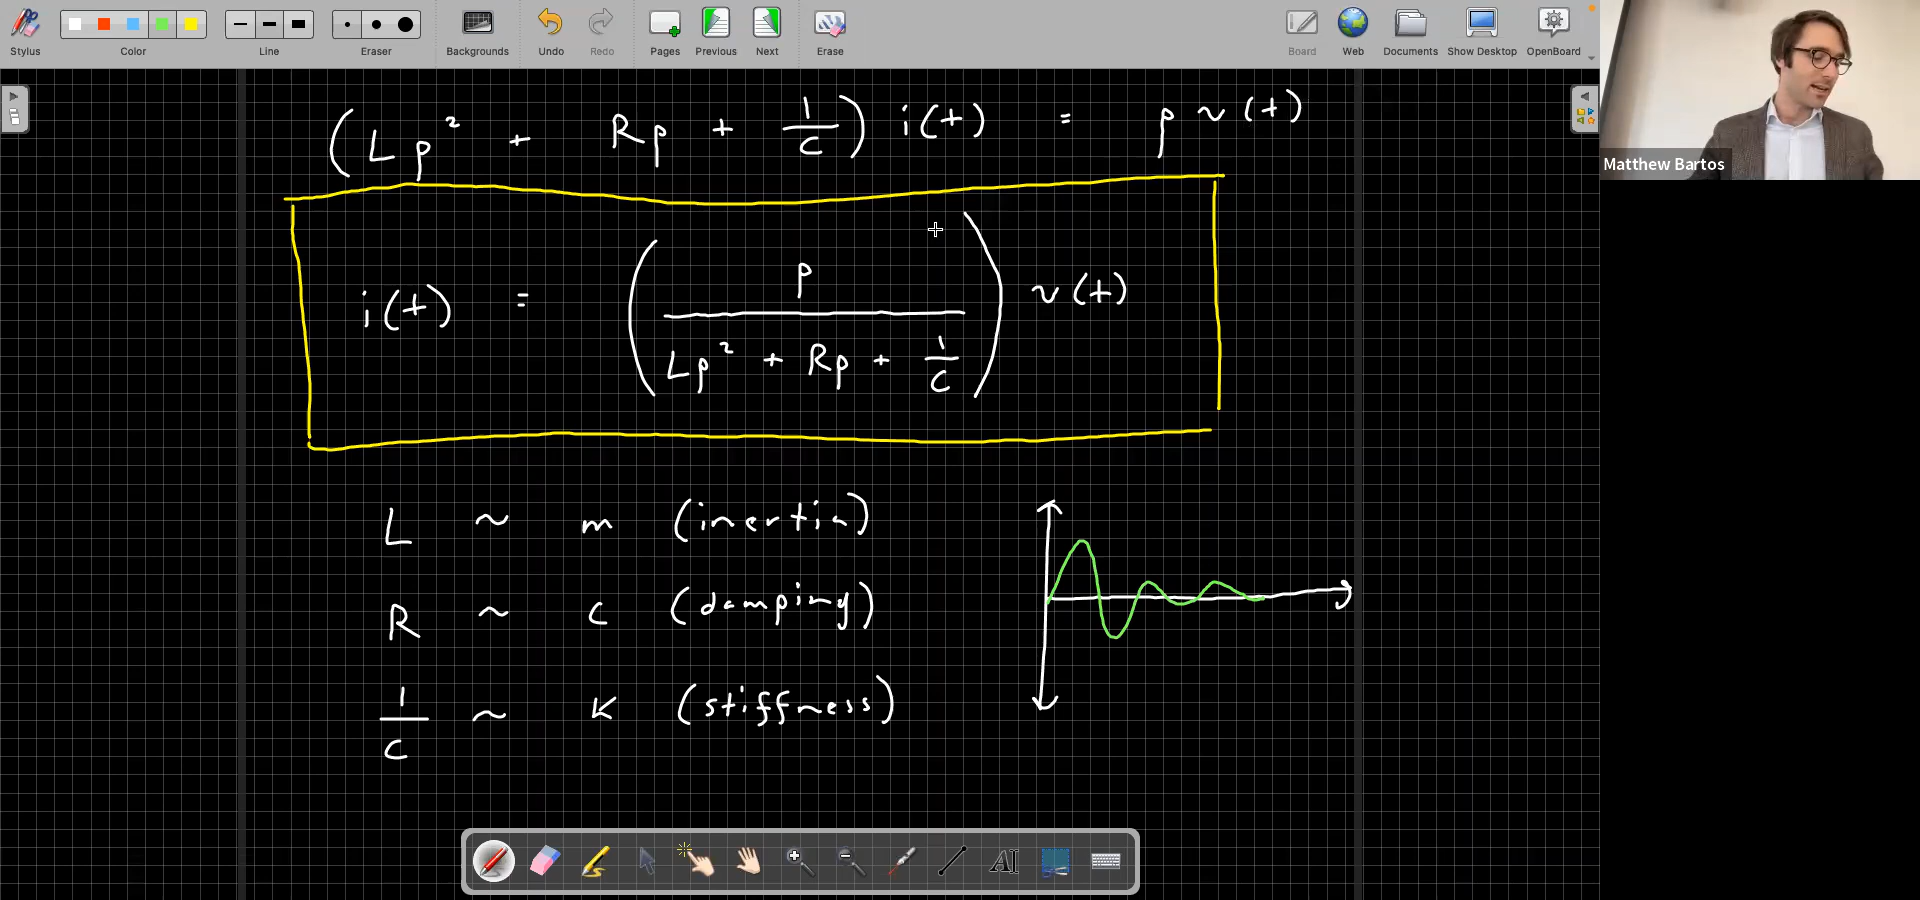 Stylus Color Line Eraser Backgrounds Undo Redo Pages Previous Next Erase Board Web Documents Show Desktop OpenBoard
Matthew Bartos
(Lp² + Rp + 1/C) i(t) = p v(t)
i(t) = (p / (Lp² + Rp + 1/C)) v(t)
L ~ m (inertia)
R ~ c (damping)
1/C ~ K (stiffness)
AI